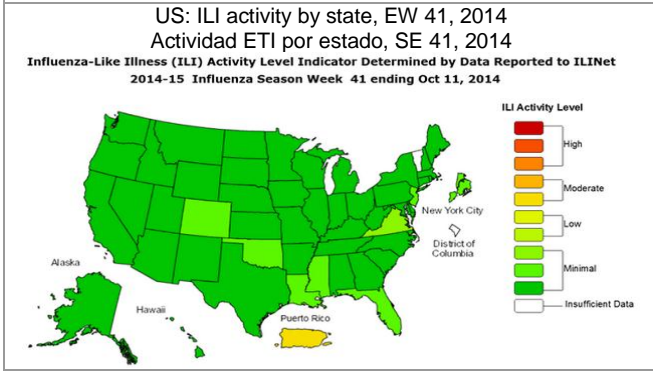 US: ILI activity by state, EW 41, 2014
Actividad ETI por estado, SE 41, 2014
Influenza-Like Illness (ILI) Activity Level Indicator Determined by Data Reported to ILINet
2014-15 Influenza Season Week 41 ending Oct 11, 2014
ILI Activity Level
High
Moderate
Low
Minimal
Insufficient Data
New York City
District of
Columbia
Alaska
Hawaii
Puerto Rico